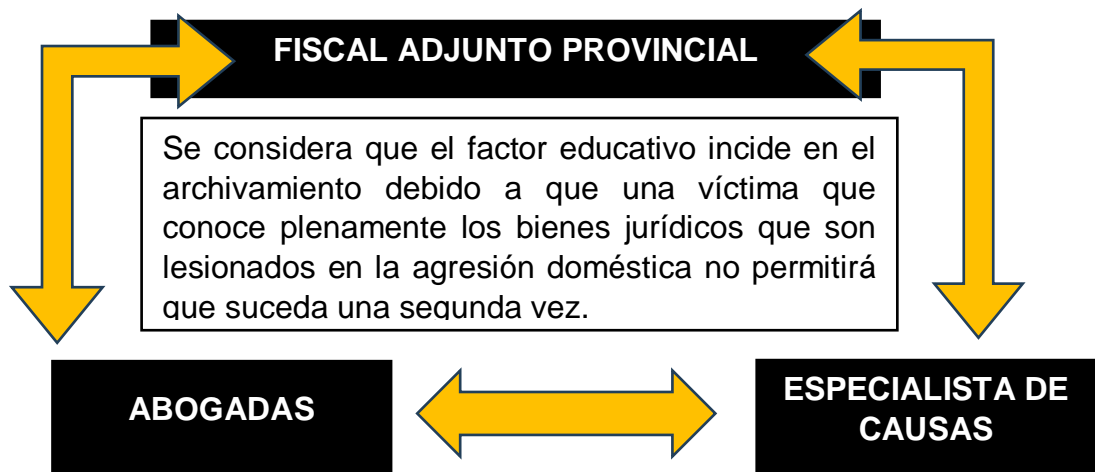 FISCAL ADJUNTO PROVINCIAL
Se considera que el factor educativo incide en el
archivamiento debido a que una víctima que
conoce plenamente los bienes jurídicos que son
lesionados en la agresión doméstica no permitirá
que suceda una segunda vez.
ABOGADAS
ESPECIALISTA DE
CAUSAS